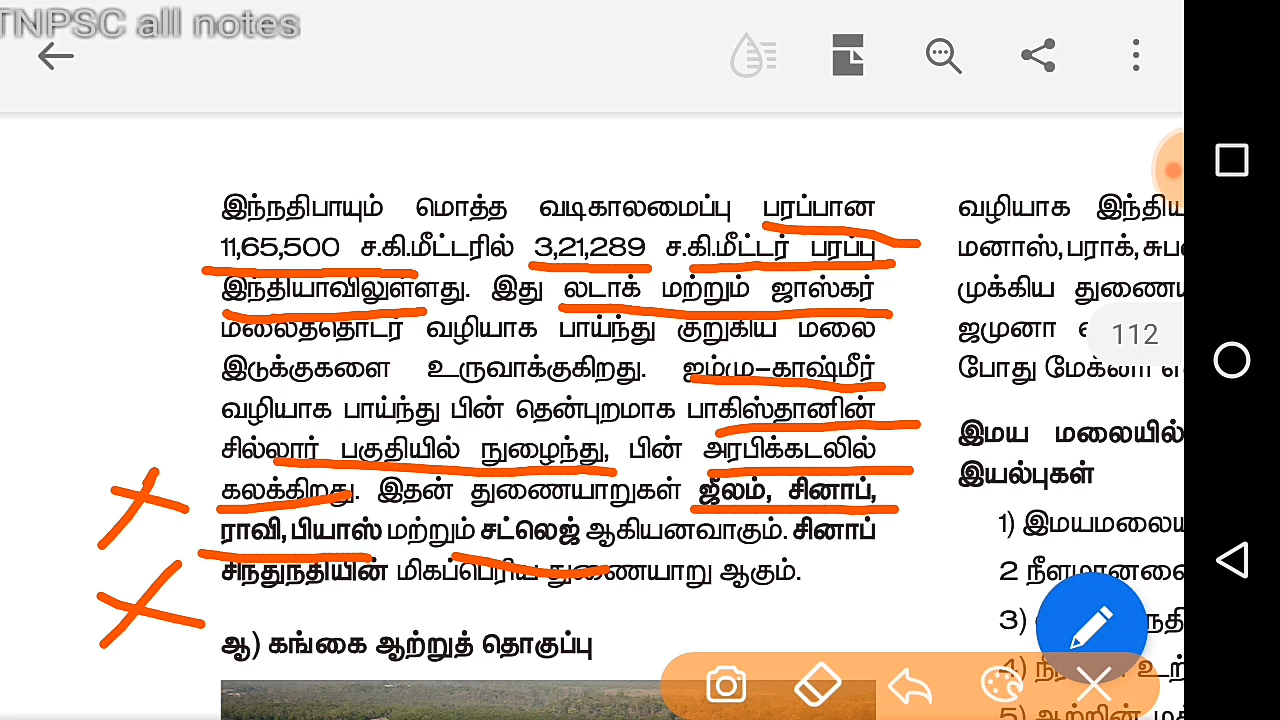 TNPSC all notes
இந்நதிபாயும் மொத்த வடிகாலமைப்பு பரப்பான
11,65,500 ச.கி.மீட்டரில் 3,21,289 ச.கி.மீட்டர் பரப்பு
இந்தியாவிலுள்ளது. இது லடாக் மற்றும் ஜாஸ்கர்
மலைத்தொடர் வழியாக பாய்ந்து குறுகிய மலை
இடுக்குகளை உருவாக்குகிறது. ஜம்மு–காஷ்மீர்
வழியாக பாய்ந்து பின் தென்புறமாக பாகிஸ்தானின்
சில்லார் பகுதியில் நுழைந்து, பின் அரபிக்கடலில்
கலக்கிறது. இதன் துணையாறுகள் ஜீலம், சினாப்,
ராவி, பியாஸ் மற்றும் சட்லெஜ் ஆகியனவாகும். சினாப்
சிந்துநதியின் மிகப்பெரிய துணையாறு ஆகும்.
ஆ) கங்கை ஆற்றுத் தொகுப்பு
வழியாக
மனாஸ், பராக்,
முக்கிய
ஜமுனா
போது
112
இமய மலையில்
இயல்புகள்
1)
2
3)
4)
5) ஆற்றின்